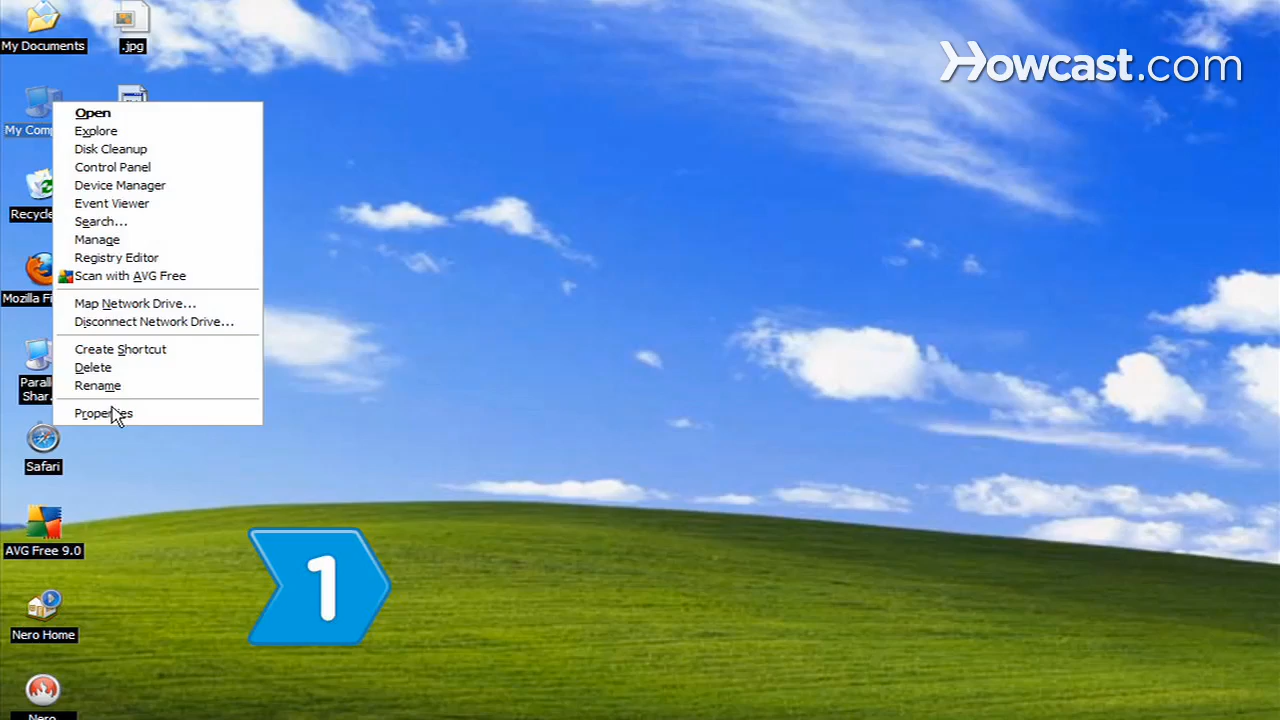 My Documents
.jpg
Howcast.com
My Comp
Open
Explore
Disk Cleanup
Control Panel
Device Manager
Event Viewer
Search...
Manage
Registry Editor
Scan with AVG Free
Map Network Drive...
Disconnect Network Drive...
Create Shortcut
Delete
Rename
Properties
Recycle
Mozilla Fi
Paralle
Shar...
Safari
AVG Free 9.0
1
Nero Home
Nero